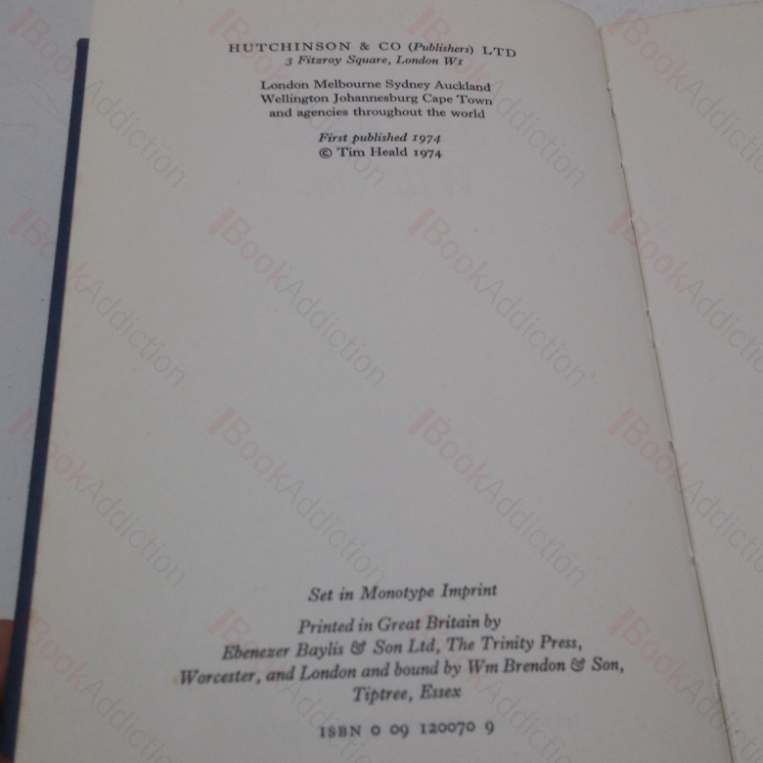 HUTCHINSON & CO (Publishers) LTD
3 Fitzroy Square, London W1
London Melbourne Sydney Auckland
Wellington Johannesburg Cape Town
and agencies throughout the world
First published 1974
© Tim Heald 1974
Set in Monotype Imprint
Printed in Great Britain by
Ebenezer Baylis & Son Ltd, The Trinity Press,
Worcester, and London and bound by Wm Brendon & Son,
Tiptree, Essex
ISBN 0 09 120070 9
BookAddiction